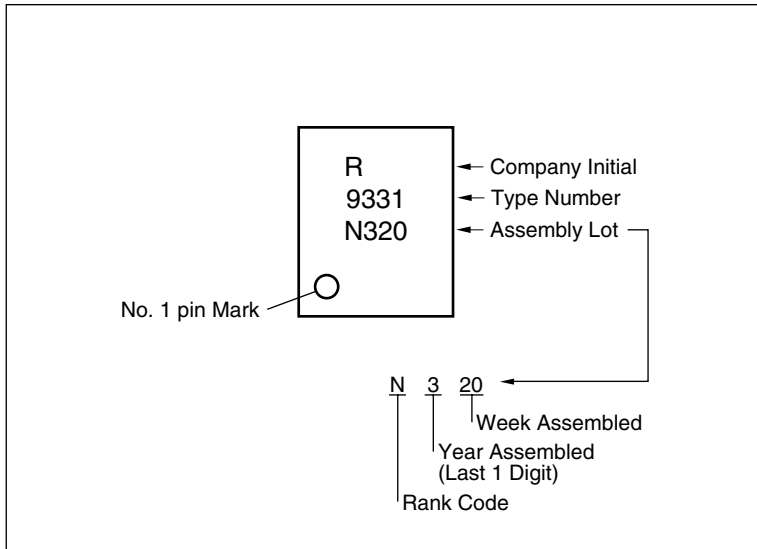 R
9331
N320
Company Initial
Type Number
Assembly Lot
No. 1 pin Mark
N 3 20
Week Assembled
Year Assembled
(Last 1 Digit)
Rank Code